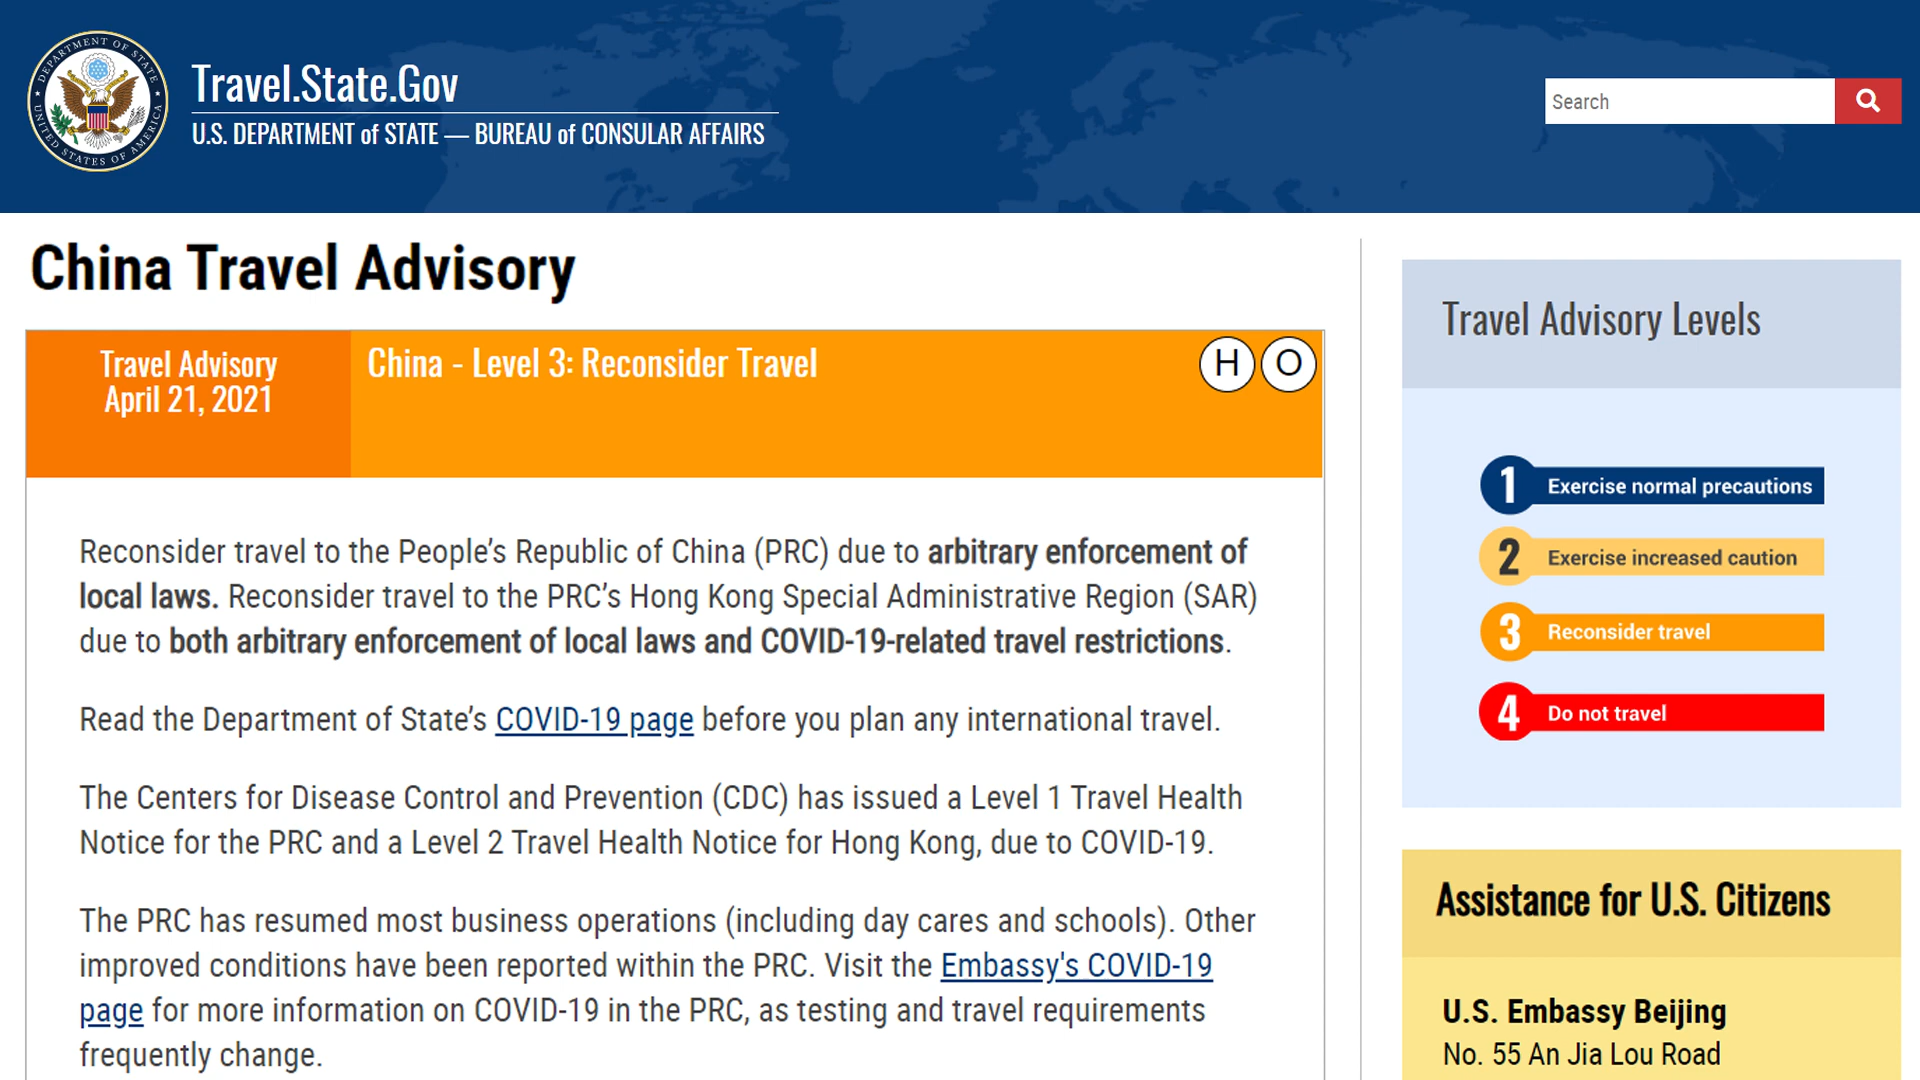 DEPARTMENT OF STATE
UNITED STATES OF AMERICA
Travel.State.Gov
U.S. DEPARTMENT of STATE — BUREAU of CONSULAR AFFAIRS
Search
China Travel Advisory
Travel Advisory
April 21, 2021
China - Level 3: Reconsider Travel
H O
Reconsider travel to the People’s Republic of China (PRC) due to arbitrary enforcement of
local laws. Reconsider travel to the PRC’s Hong Kong Special Administrative Region (SAR)
due to both arbitrary enforcement of local laws and COVID-19-related travel restrictions.
Read the Department of State’s COVID-19 page before you plan any international travel.
The Centers for Disease Control and Prevention (CDC) has issued a Level 1 Travel Health
Notice for the PRC and a Level 2 Travel Health Notice for Hong Kong, due to COVID-19.
The PRC has resumed most business operations (including day cares and schools). Other
improved conditions have been reported within the PRC. Visit the Embassy's COVID-19
page for more information on COVID-19 in the PRC, as testing and travel requirements
frequently change.
Travel Advisory Levels
1 Exercise normal precautions
2 Exercise increased caution
3 Reconsider travel
4 Do not travel
Assistance for U.S. Citizens
U.S. Embassy Beijing
No. 55 An Jia Lou Road